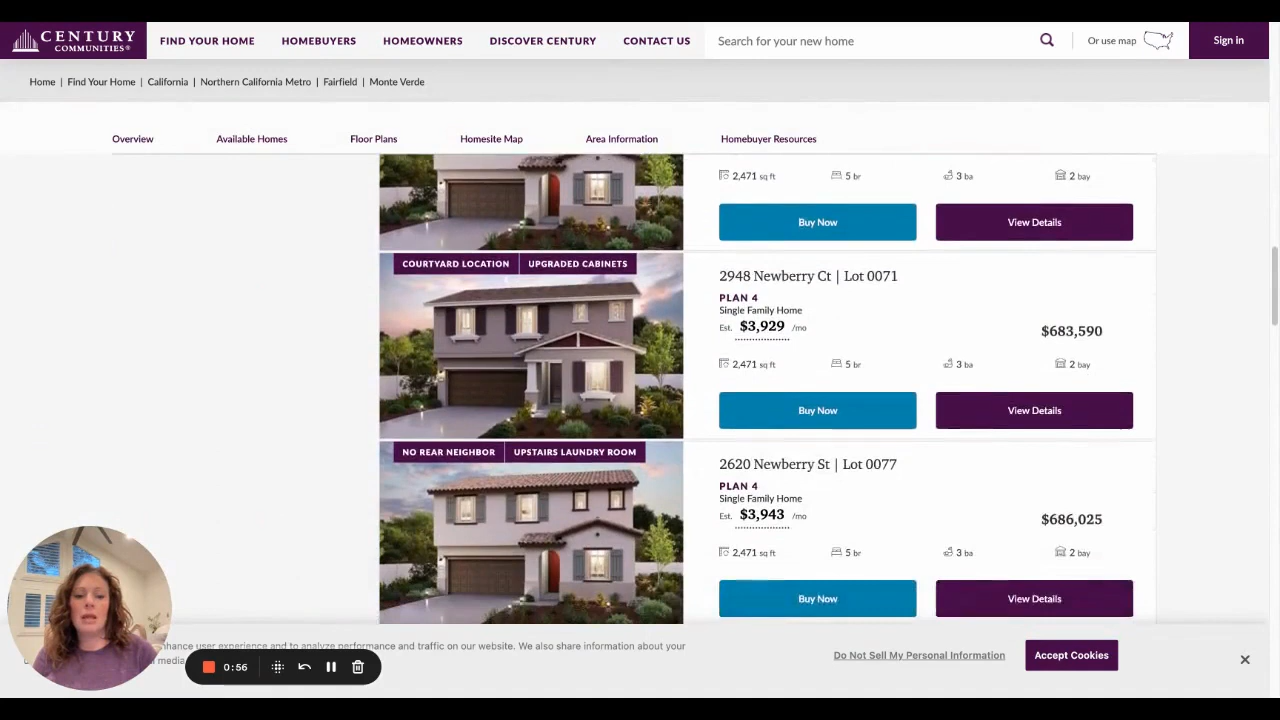 CENTURY
COMMUNITIES®
FIND YOUR HOME
HOMEBUYERS
HOMEOWNERS
DISCOVER CENTURY
CONTACT US
Search for your new home
Or use map
Sign in
Home | Find Your Home | California | Northern California Metro | Fairfield | Monte Verde
Overview
Available Homes
Floor Plans
Homesite Map
Area Information
Homebuyer Resources
2,471 sq ft
5 br
3 ba
2 bay
Buy Now
View Details
COURTYARD LOCATION
UPGRADED CABINETS
2948 Newberry Ct | Lot 0071
PLAN 4
Single Family Home
Est. $3,929 /mo
$683,590
2,471 sq ft
5 br
3 ba
2 bay
Buy Now
View Details
NO REAR NEIGHBOR
UPSTAIRS LAUNDRY ROOM
2620 Newberry St | Lot 0077
PLAN 4
Single Family Home
Est. $3,943 /mo
$686,025
2,471 sq ft
5 br
3 ba
2 bay
Buy Now
View Details
user experience and to analyze performance and traffic on our website. We also share information about your
media
Do Not Sell My Personal Information
Accept Cookies
0:56